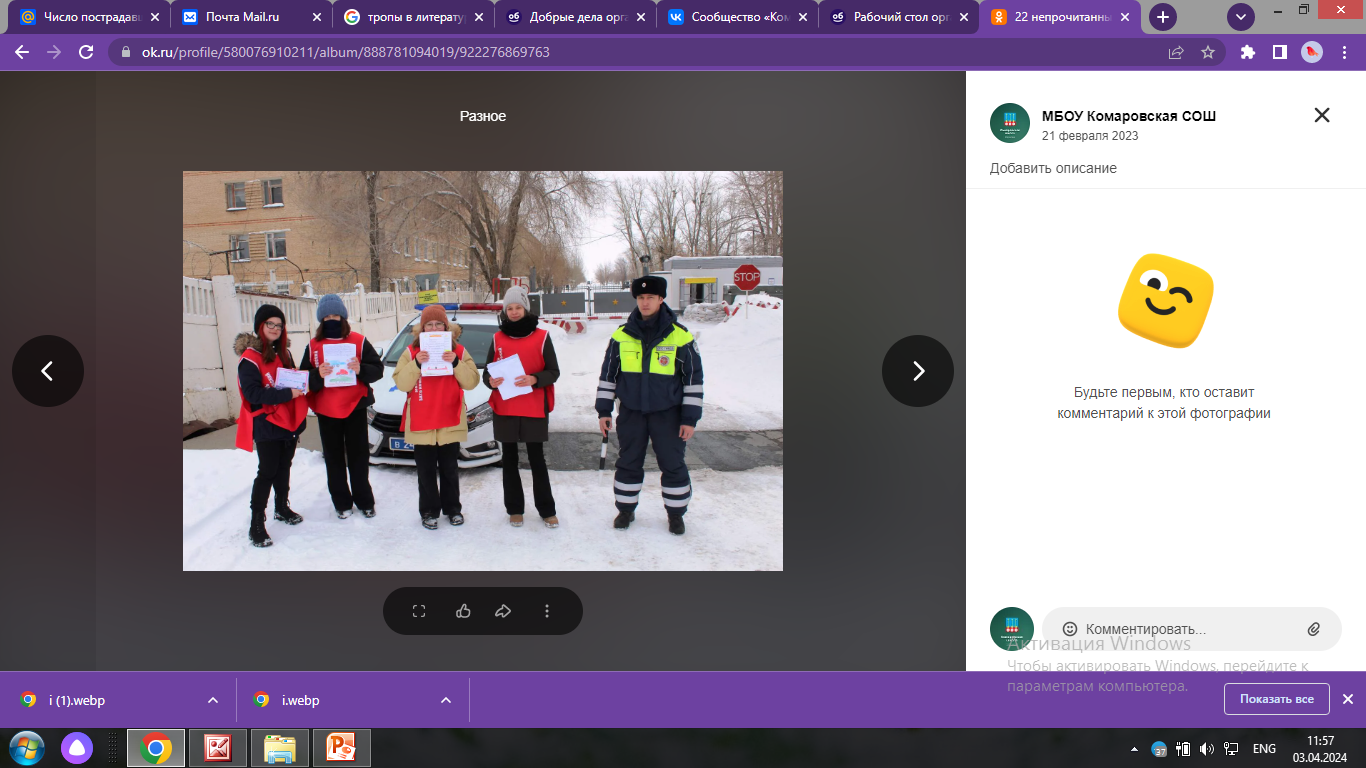 Число пострадавш
Почта Mail.ru
тропы в литератур
Добрые дела орга
Сообщество «Ком
Рабочий стол орг
22 непрочитанны
ok.ru/profile/580076910211/album/888781094019/922276869763
Разное
МБОУ Комаровская СОШ
21 февраля 2023
Добавить описание
STOP
Будьте первым, кто оставит
комментарий к этой фотографии
Комментировать...
Активация Windows
Чтобы активировать Windows, перейдите к
параметрам компьютера.
i (1).webp
i.webp
Показать все
37
ENG
11:57
03.04.2024